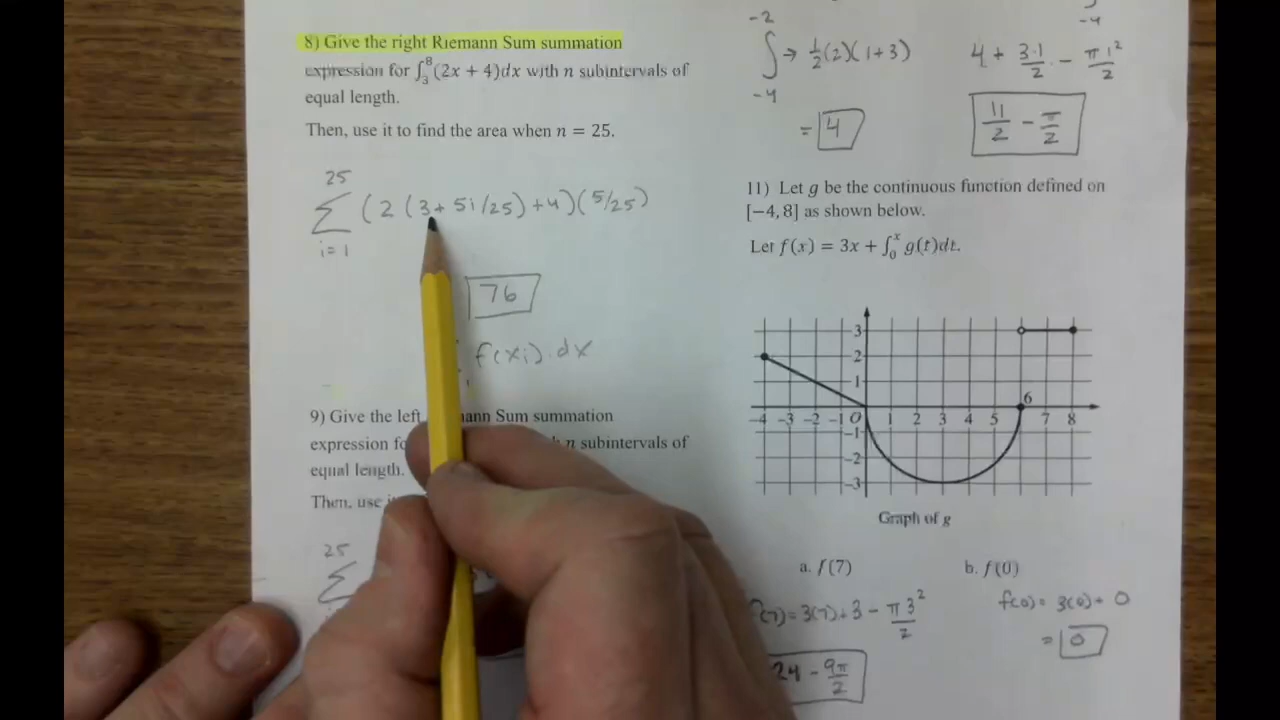 8) Give the right Riemann Sum summation
expression for ∫₃⁸(2x + 4)dx with n subintervals of
equal length.
Then, use it to find the area when n = 25.
25
∑ (2 (3 + 5i/25) + 4)(5/25)
i = 1
76
f(xi) · dx
9) Give the left Riemann Sum summation
n subintervals of
equal length.
Then, use
25
∑
-2
∫ → ½(2)(1+3)
-4
= 4
-4
4 + 3·1/2 - π1²/2
11/2 - π/2
11) Let g be the continuous function defined on
[−4, 8] as shown below.
Let f(x) = 3x + ∫₀ˣ g(t)dt.
3
2
1
6
-4 -3 -2 -1 O 1 2 3 4 5 7 8
-1
-2
-3
Graph of g
a. f(7)
b. f(0)
(7) = 3(7) + 3 - π3²/2
24 - 9π/2
f(0) = 3(0) + 0
= 0